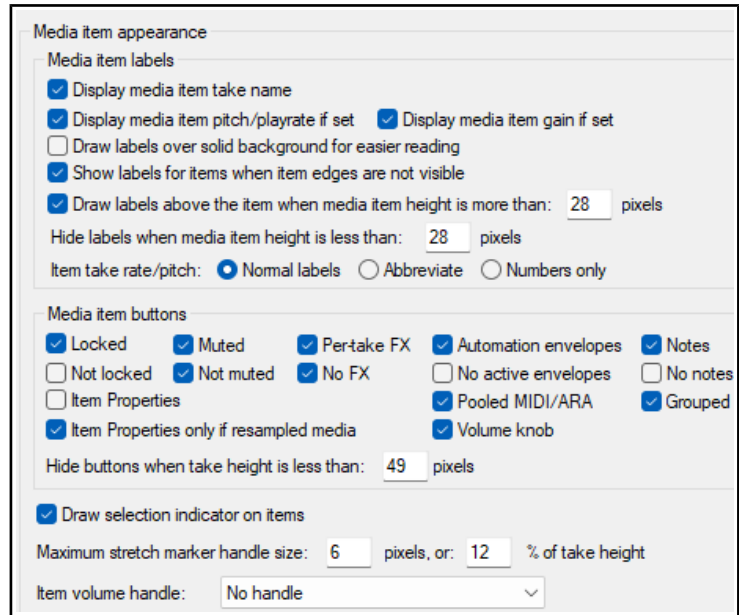 Media item appearance
Media item labels
Display media item take name
Display media item pitch/playrate if set Display media item gain if set
Draw labels over solid background for easier reading
Show labels for items when item edges are not visible
Draw labels above the item when media item height is more than: 28 pixels
Hide labels when media item height is less than: 28 pixels
Item take rate/pitch: Normal labels Abbreviate Numbers only
Media item buttons
Locked Muted Per-take FX Automation envelopes Notes
Not locked Not muted No FX No active envelopes No notes
Item Properties Pooled MIDI/ARA Grouped
Item Properties only if resampled media Volume knob
Hide buttons when take height is less than: 49 pixels
Draw selection indicator on items
Maximum stretch marker handle size: 6 pixels, or: 12 % of take height
Item volume handle: No handle